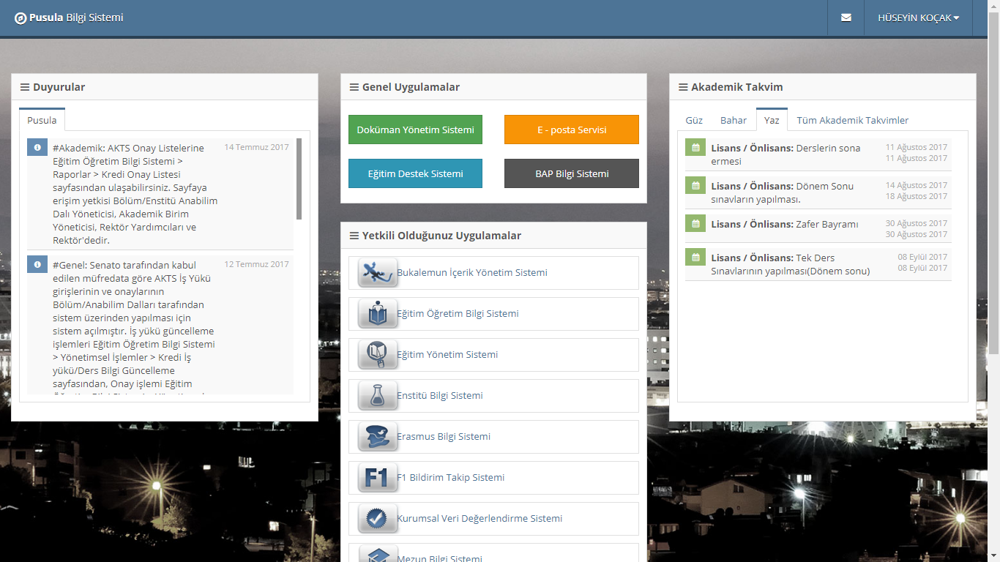 Pusula Bilgi Sistemi
HÜSEYİN KOÇAK
Duyurular
Pusula
#Akademik: AKTS Onay Listelerine
14 Temmuz 2017
Eğitim Öğretim Bilgi Sistemi >
Raporlar > Kredi Onay Listesi
sayfasından ulaşabilirsiniz. Sayfaya
erişim yetkisi Bölüm/Enstitü Anabilim
Dalı Yöneticisi, Akademik Birim
Yöneticisi, Rektör Yardımcıları ve
Rektör'dedir.
#Genel: Senato tarafından kabul
12 Temmuz 2017
edilen müfredata göre AKTS İş Yükü
girişlerinin ve onaylarının
Bölüm/Anabilim Dalları tarafından
sistem üzerinden yapılması için
sistem açılmıştır. İş yükü güncelleme
işlemleri Eğitim Öğretim Bilgi Sistemi
> Yönetimsel İşlemler > Kredi İş
yükü/Ders Bilgi Güncelleme
sayfasından, Onay işlemi Eğitim
Genel Uygulamalar
Doküman Yönetim Sistemi
E - posta Servisi
Eğitim Destek Sistemi
BAP Bilgi Sistemi
Yetkili Olduğunuz Uygulamalar
Bukalemun İçerik Yönetim Sistemi
Eğitim Öğretim Bilgi Sistemi
Eğitim Yönetim Sistemi
Enstitü Bilgi Sistemi
Erasmus Bilgi Sistemi
F1 F1 Bildirim Takip Sistemi
Kurumsal Veri Değerlendirme Sistemi
Mezun Bilgi Sistemi
Akademik Takvim
Güz Bahar Yaz Tüm Akademik Takvimler
Lisans / Önlisans: Derslerin sona
11 Ağustos 2017
ermesi
11 Ağustos 2017
Lisans / Önlisans: Dönem Sonu
14 Ağustos 2017
sınavların yapılması.
18 Ağustos 2017
Lisans / Önlisans: Zafer Bayramı
30 Ağustos 2017
30 Ağustos 2017
Lisans / Önlisans: Tek Ders
08 Eylül 2017
Sınavlarının yapılması(Dönem sonu)
08 Eylül 2017